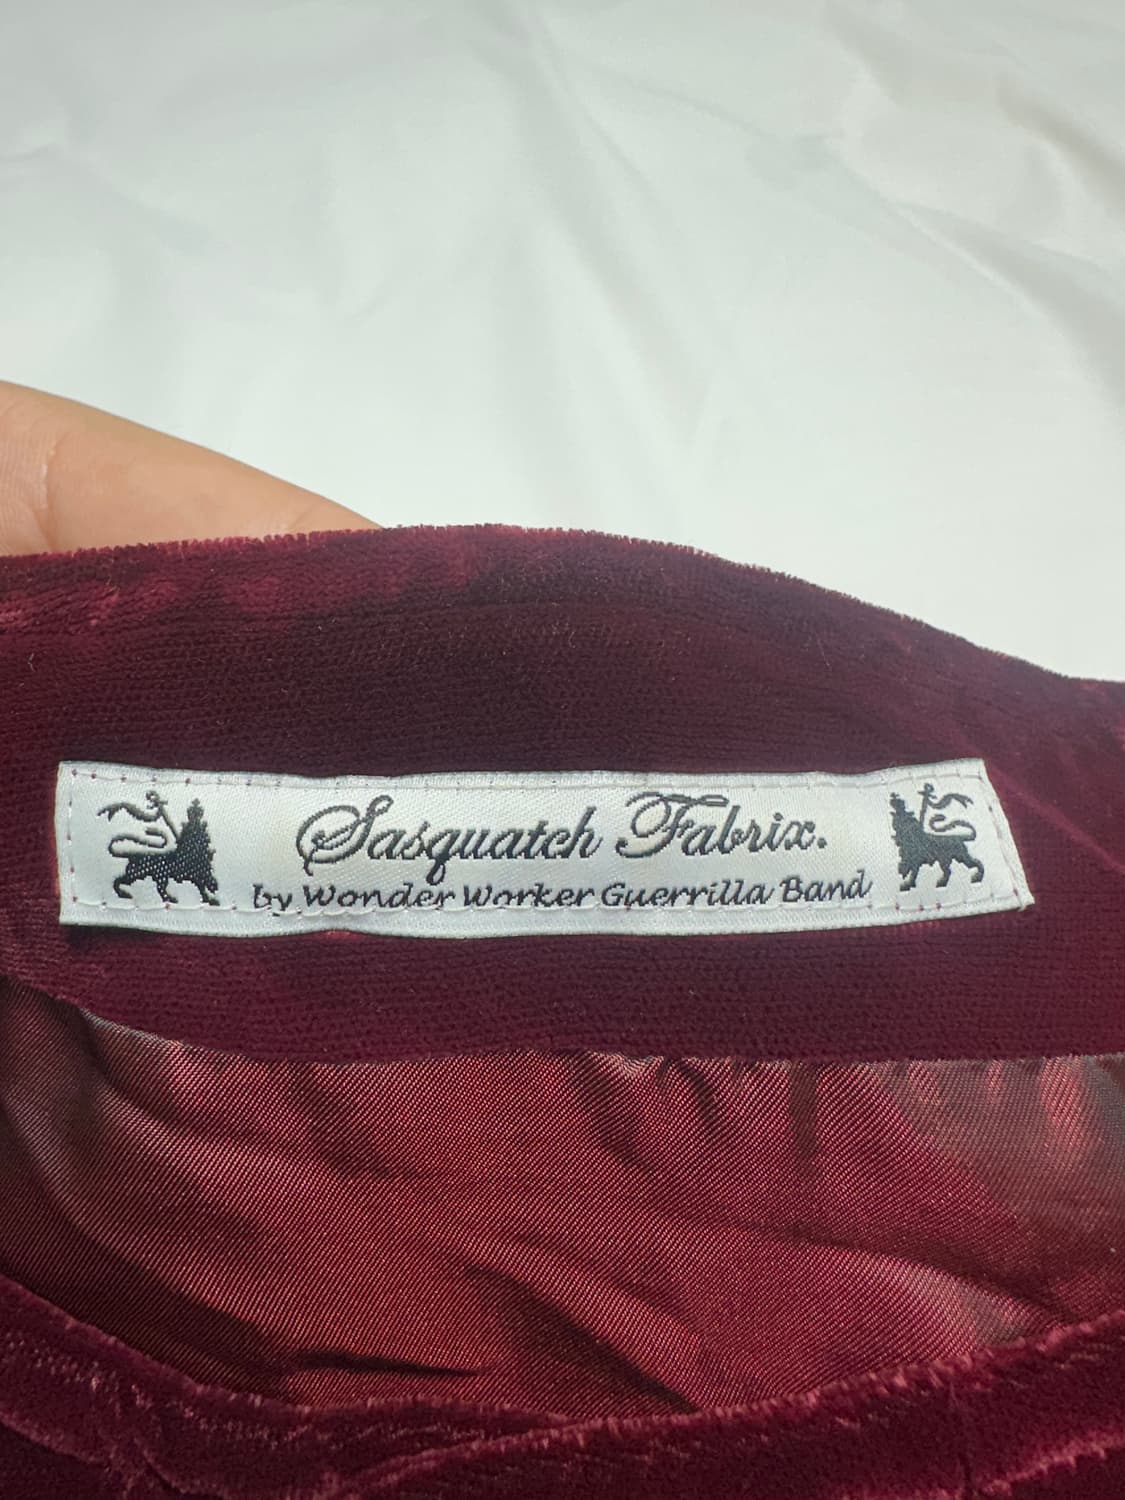 Sasquatch Fabrix.
by Wonder Worker Guerrilla Band